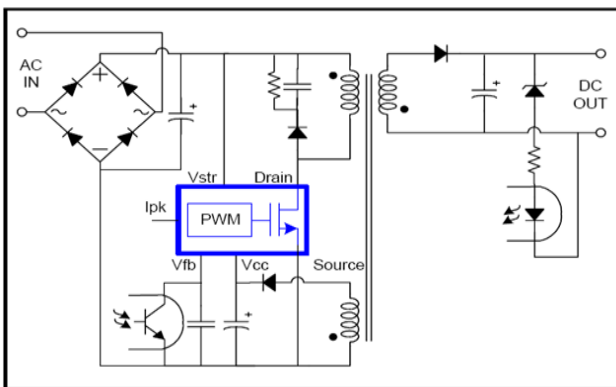 AC
IN
DC
OUT
Vstr
Drain
Ipk
PWM
Vfb
Vcc
Source